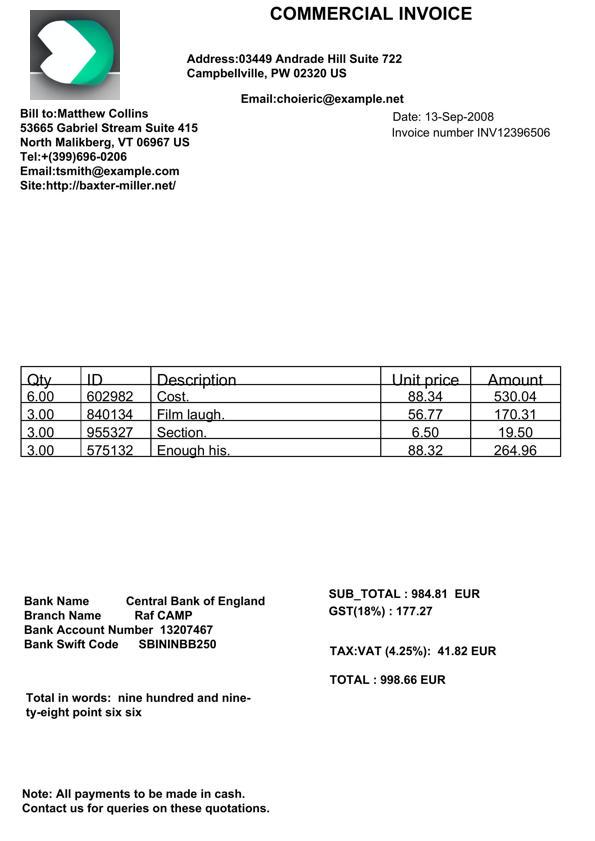 COMMERCIAL INVOICE
Address:03449 Andrade Hill Suite 722
Campbellville, PW 02320 US
Email:choieric@example.net
Bill to:Matthew Collins
53665 Gabriel Stream Suite 415
North Malikberg, VT 06967 US
Tel:+(399)696-0206
Email:tsmith@example.com
Site:http://baxter-miller.net/
Date: 13-Sep-2008
Invoice number INV12396506
Qty ID Description Unit price Amount
6.00 602982 Cost. 88.34 530.04
3.00 840134 Film laugh. 56.77 170.31
3.00 955327 Section. 6.50 19.50
3.00 575132 Enough his. 88.32 264.96
Bank Name Central Bank of England
Branch Name Raf CAMP
Bank Account Number 13207467
Bank Swift Code SBININBB250
SUB_TOTAL : 984.81 EUR
GST(18%) : 177.27
TAX:VAT (4.25%): 41.82 EUR
TOTAL : 998.66 EUR
Total in words: nine hundred and nine-
ty-eight point six six
Note: All payments to be made in cash.
Contact us for queries on these quotations.